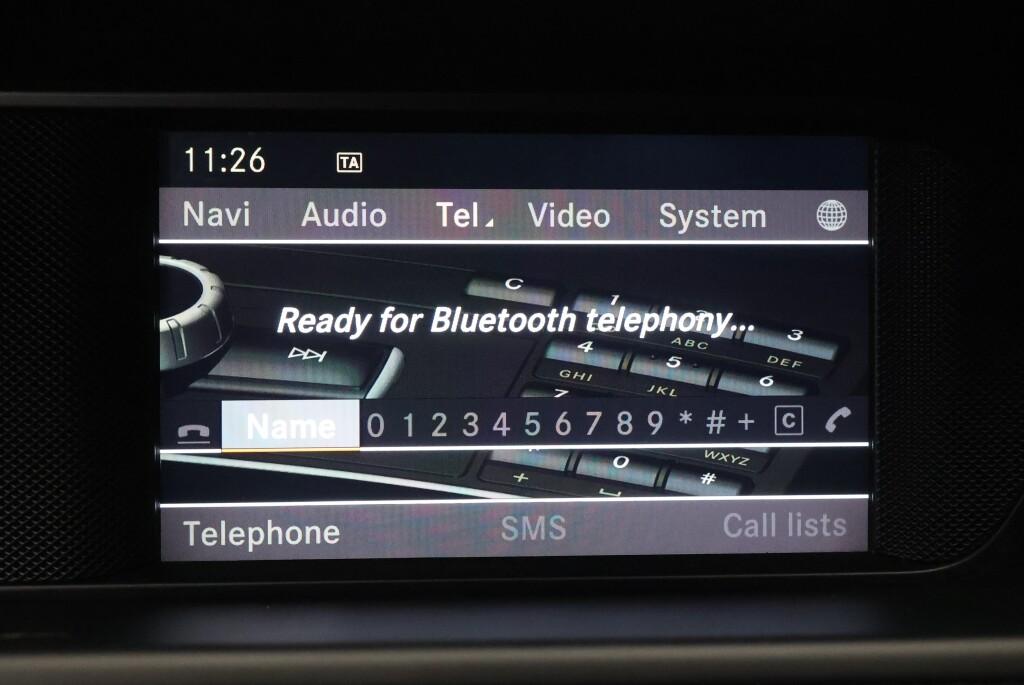 11:26 TA
Navi Audio Tel Video System
C
1
Ready for Bluetooth telephony...
3
ABC
4 5 DEF
GHI JKL 6
7
Name 0 1 2 3 4 5 6 7 8 9 * # + C
0 WXYZ
+ #
Telephone SMS Call lists